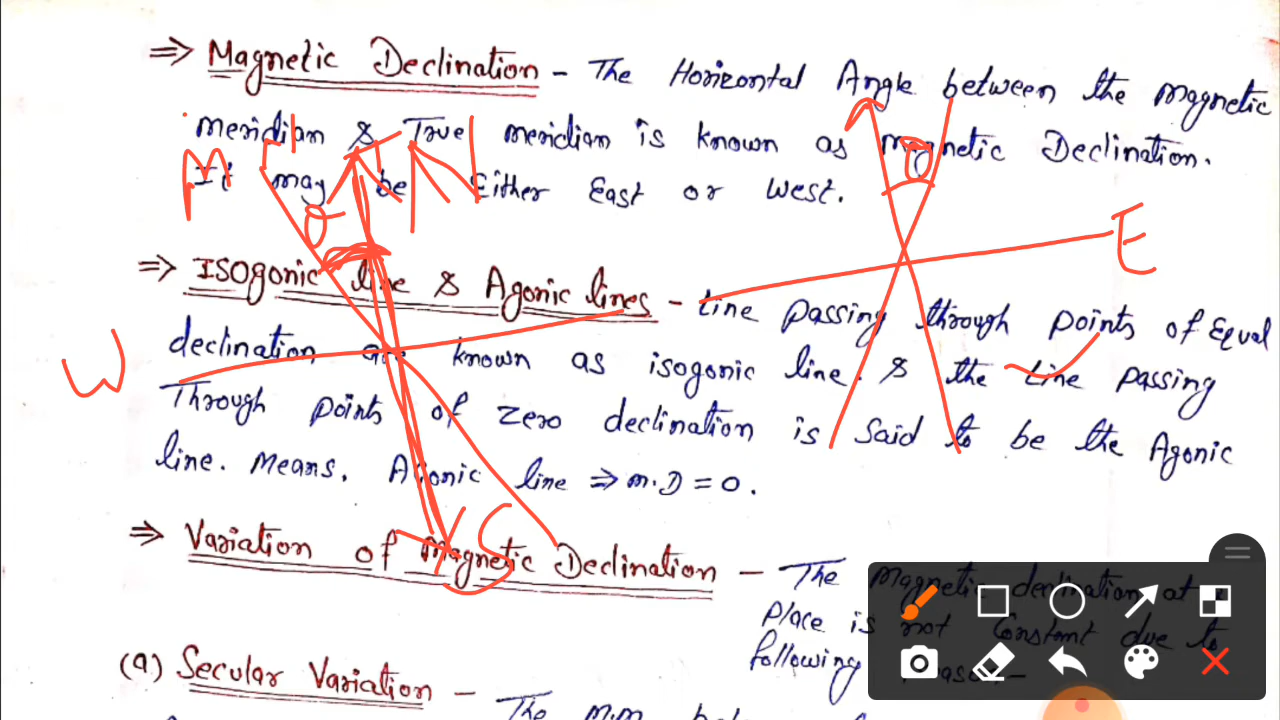 ⇒ Magnetic Declination - The Horizontal Angle between the magnetic
meridian & True meridian is known as magnetic Declination.
It may be Either East or West.
M N θ N θ E W S
⇒ ISOgonic line & Agonic lines - Line passing through points of Equal
declination are known as isogonic line. & the Line passing
Through points of zero declination is said to be the Agonic
line. Means. Agonic line ⇒ m.D = 0.
⇒ Variation of Magnetic Declination - The Magnetic declination at
place is not Constant due to
following
(a) Secular Variation - The m.m